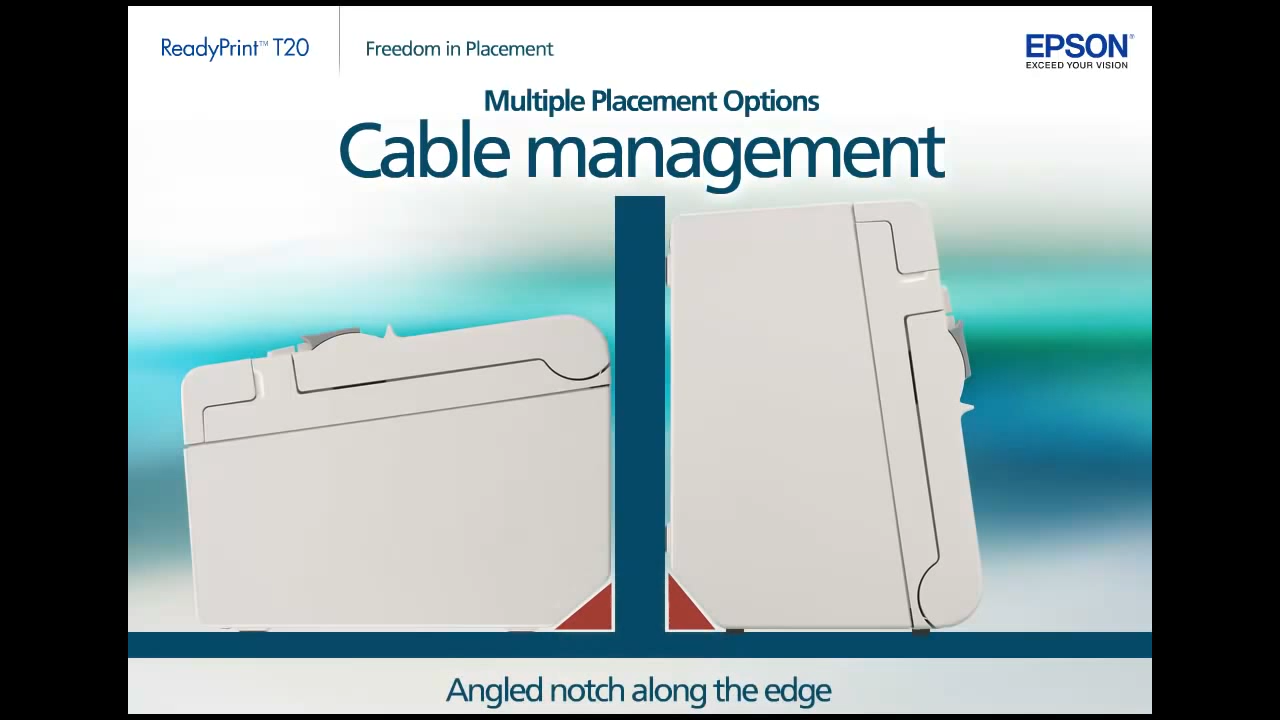 ReadyPrint™ T20
Freedom in Placement
EPSON®
EXCEED YOUR VISION
Multiple Placement Options
Cable management
Angled notch along the edge